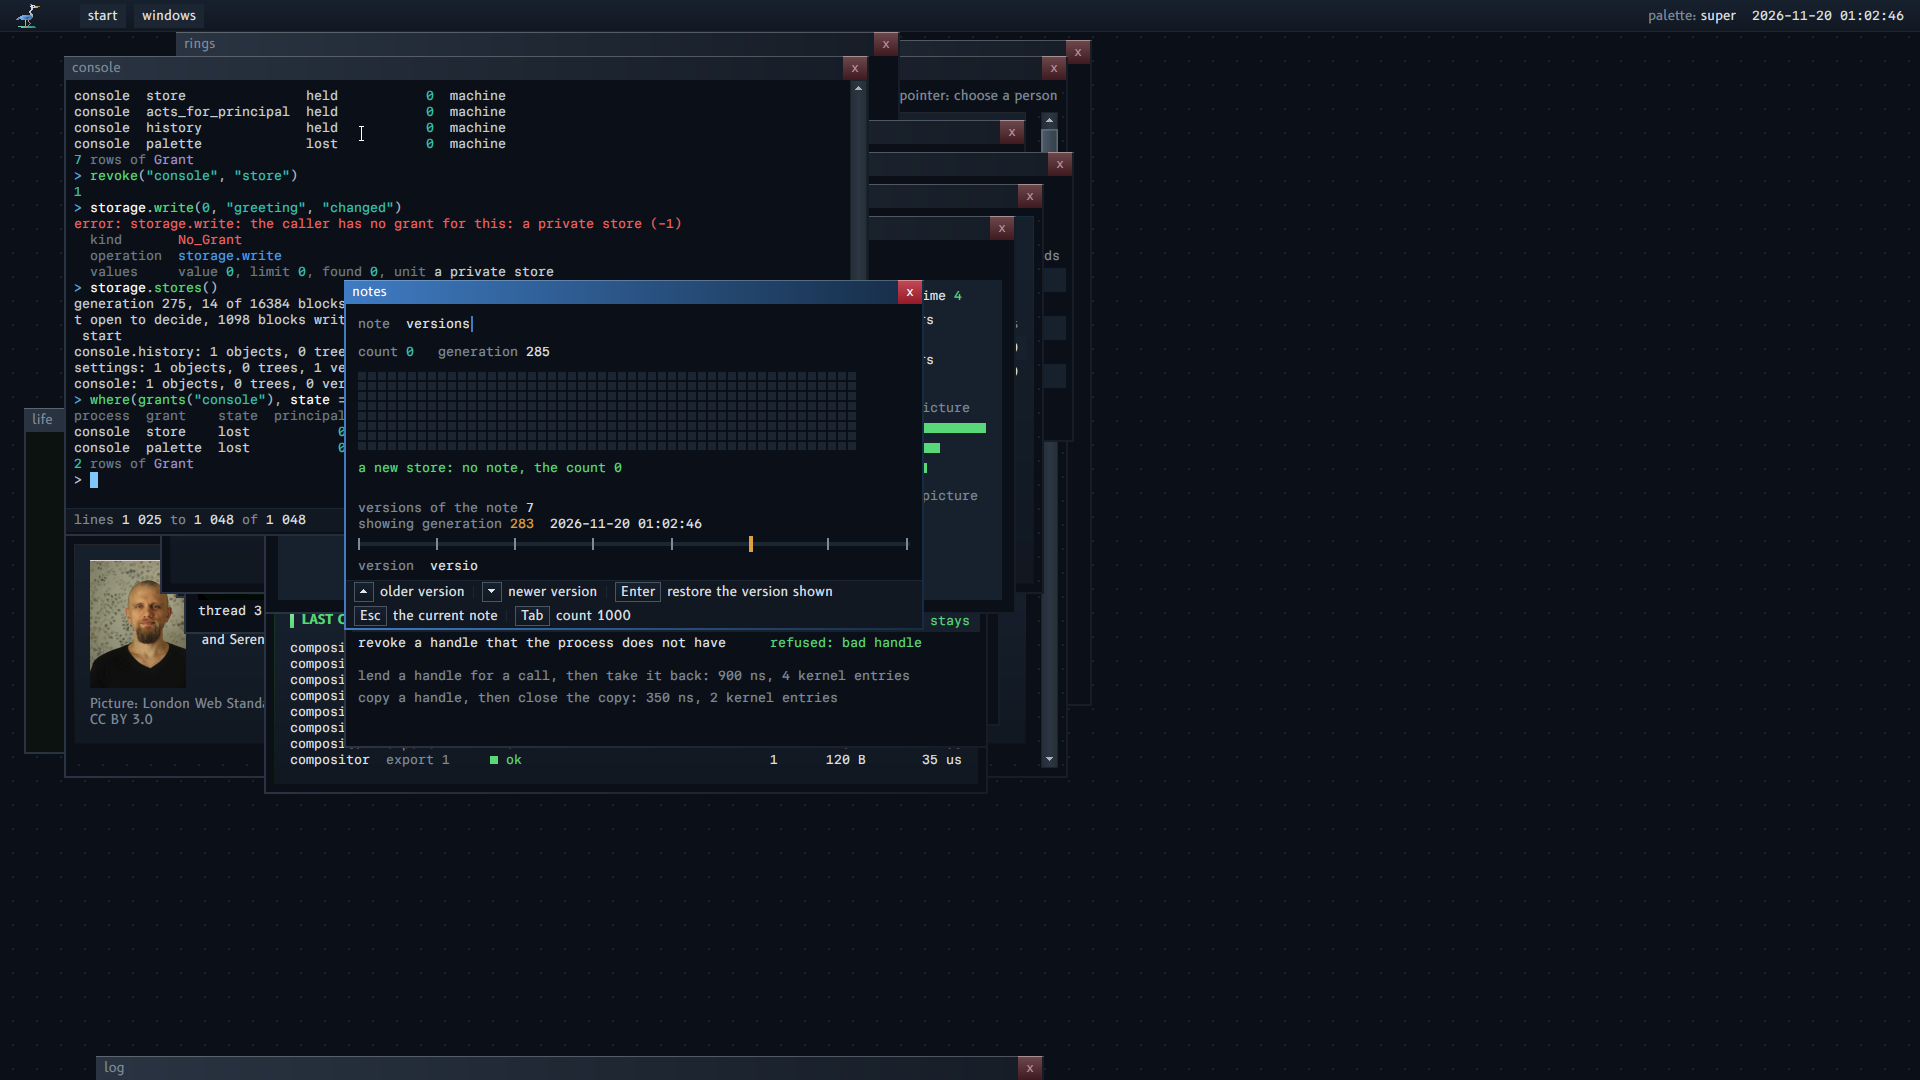 start windows palette: super 2026-11-20 01:02:46
rings x
x
console x
x
console store held 0 machine
pointer: choose a person
console acts_for_principal held 0 machine
console history held 0 machine
x
console palette lost 0 machine
7 rows of Grant
x
> revoke("console", "store")
1
x
> storage.write(0, "greeting", "changed")
error: storage.write: the caller has no grant for this: a private store (-1)
x
kind No_Grant
operation storage.write
ds
values value 0, limit 0, found 0, unit a private store
> storage.stores()
generation 275, 14 of 16384 blocks
t open to decide, 1098 blocks writ
start
console.history: 1 objects, 0 tree
settings: 1 objects, 0 trees, 1 ve
console: 1 objects, 0 trees, 0 ver
> where(grants("console"), state =
process grant state principal
console store lost 0
console palette lost 0
2 rows of Grant
>
lines 1 025 to 1 048 of 1 048
life
notes x
note versions
ime 4
rs
count 0 generation 285
rs
icture
a new store: no note, the count 0
picture
versions of the note 7
showing generation 283 2026-11-20 01:02:46
version versio
older version newer version Enter restore the version shown
Esc the current note Tab count 1000
thread 3
and Seren
Picture: London Web Standa
CC BY 3.0
LAST C
stays
revoke a handle that the process does not have refused: bad handle
lend a handle for a call, then take it back: 900 ns, 4 kernel entries
copy a handle, then close the copy: 350 ns, 2 kernel entries
composi
composi
composi
composi
composi
composi
composi
compositor export 1 ok 1 120 B 35 us
log x